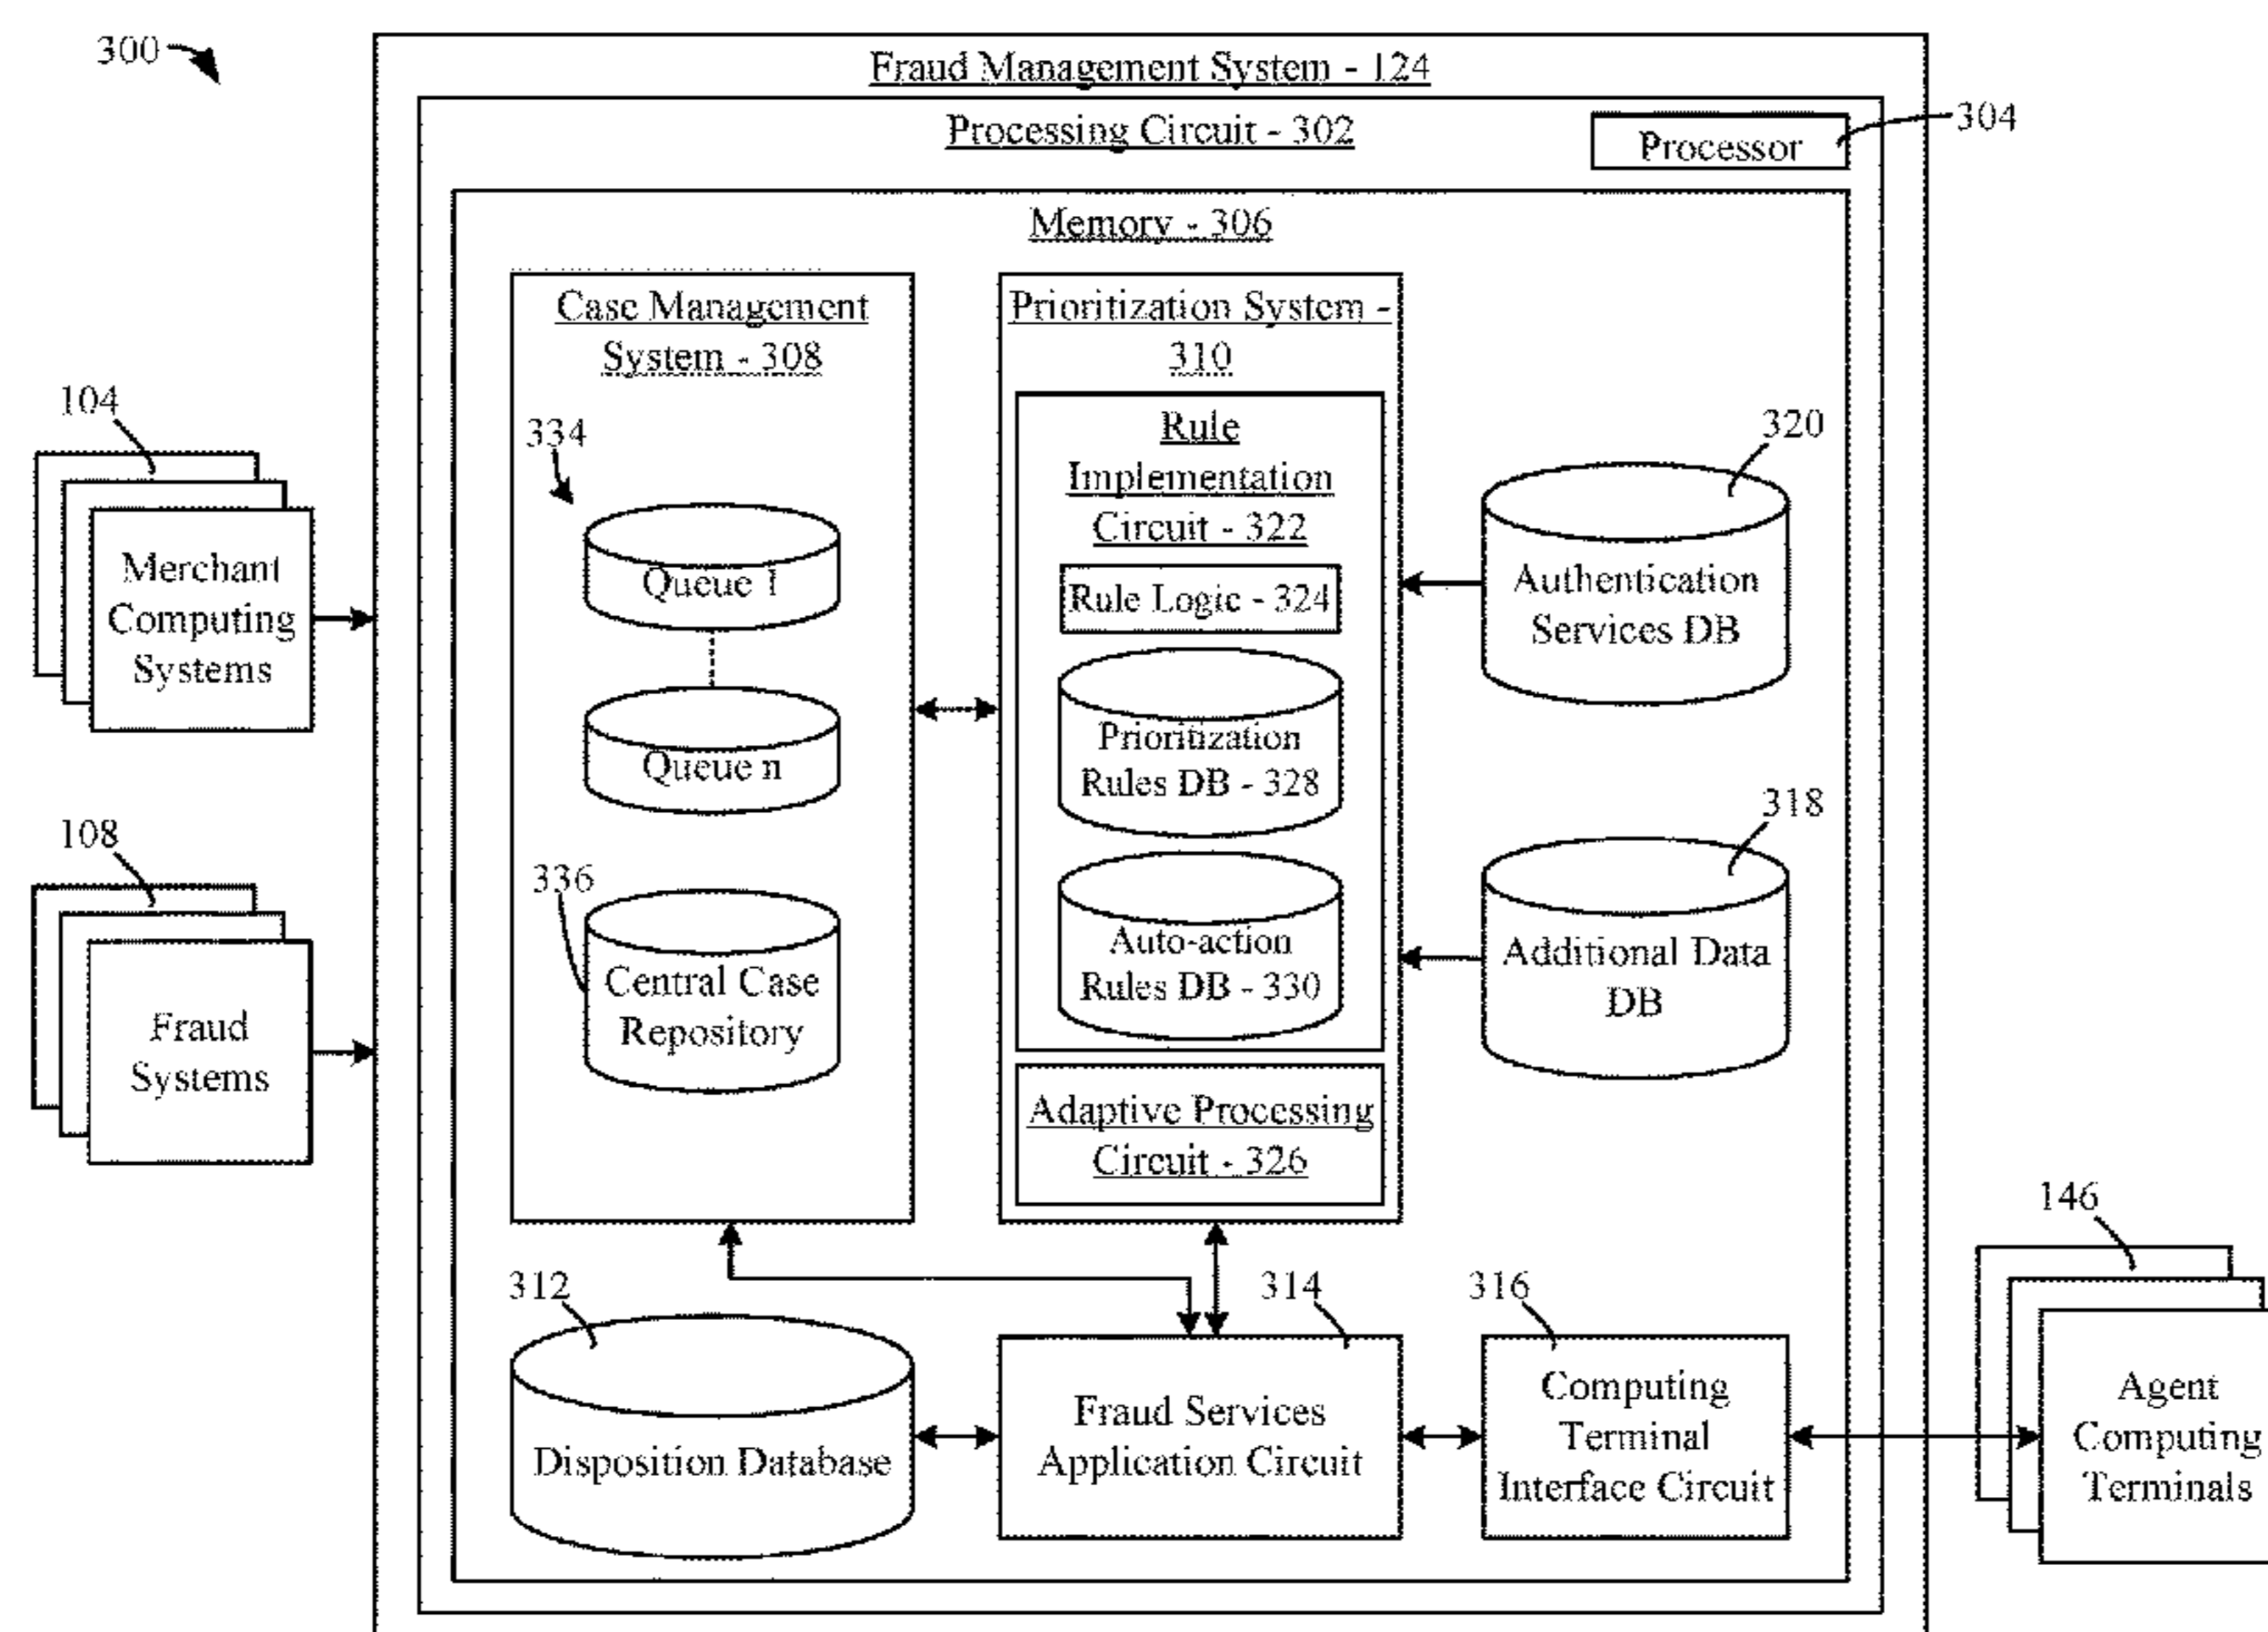 300
Fraud Management System - 124
Processing Circuit - 302
Processor
304
Memory - 306
Case Management
System - 308
334
Queue 1
Queue n
336
Central Case
Repository
Prioritization System -
310
Rule
Implementation
Circuit - 322
Rule Logic - 324
Prioritization
Rules DB - 328
Auto-action
Rules DB - 330
Adaptive Processing
Circuit - 326
320
Authentication
Services DB
318
Additional Data
DB
104
Merchant
Computing
Systems
108
Fraud
Systems
312
Disposition Database
314
Fraud Services
Application Circuit
316
Computing
Terminal
Interface Circuit
146
Agent
Computing
Terminals